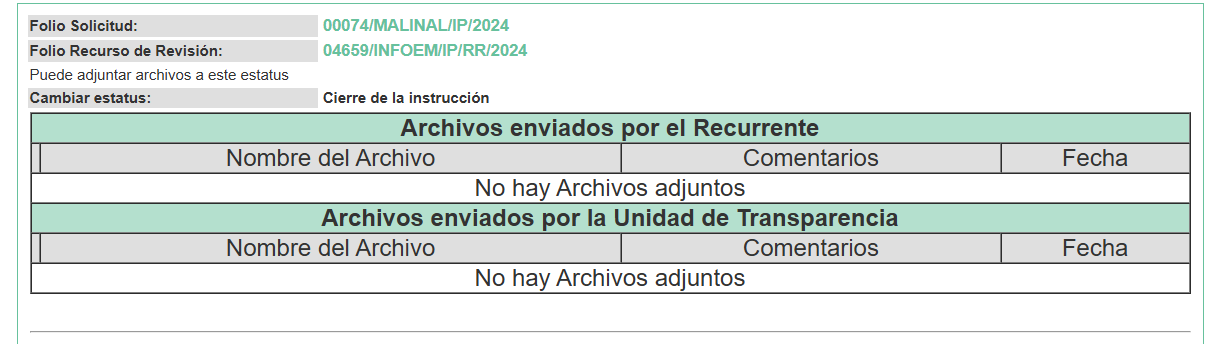 Folio Solicitud: 00074/MALINAL/IP/2024
Folio Recurso de Revisión: 04659/INFOEM/IP/RR/2024
Puede adjuntar archivos a este estatus
Cambiar estatus: Cierre de la instrucción
Archivos enviados por el Recurrente
Nombre del Archivo Comentarios Fecha
No hay Archivos adjuntos
Archivos enviados por la Unidad de Transparencia
Nombre del Archivo Comentarios Fecha
No hay Archivos adjuntos